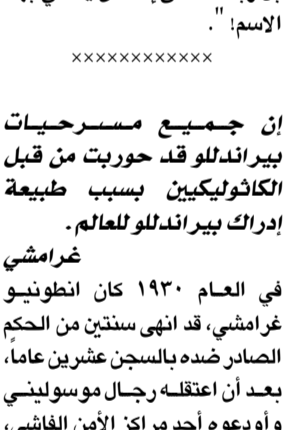 الاسم! ".
××××××××××××
إن جميع مسرحيات
بيراندللو قد حوربت من قبل
الكاثوليكيين بسبب طبيعة
إدراك بيراندللو للعالم.
غرامشي
في العام ١٩٣٠ كان انطونيو
غرامشي، قد انهى سنتين من الحكم
الصادر ضده بالسجن عشرين عاماً،
بعد أن اعتقله رجال موسوليني
وأودعوه أحد مراكز الأمن الفاشي،